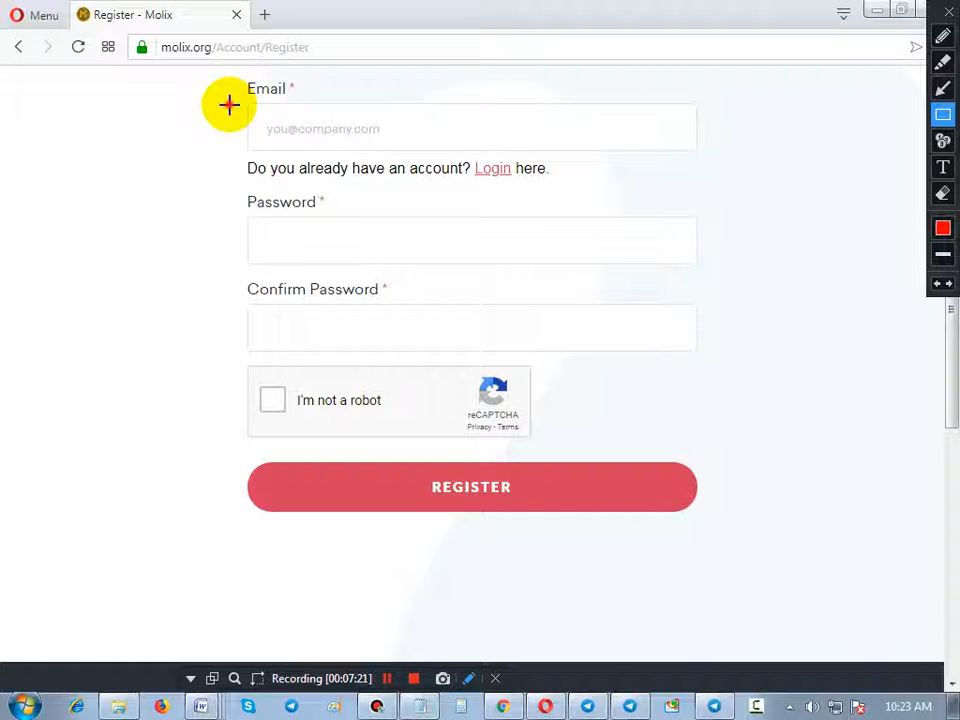 Menu
Register - Molix
molix.org/Account/Register
Email *
you@company.com
Do you already have an account? Login here.
Password *
Confirm Password *
I'm not a robot
reCAPTCHA
Privacy - Terms
REGISTER
Recording [00:07:21]
10:23 AM